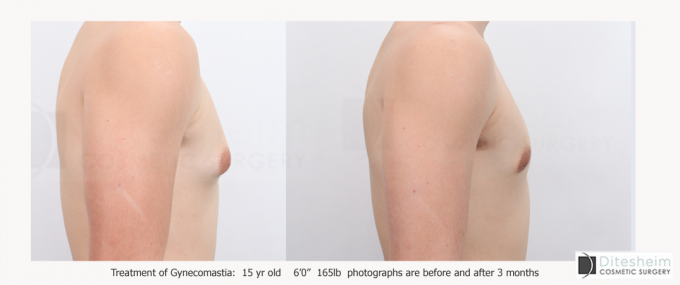 Treatment of Gynecomastia: 15 yr old 6'0" 165lb photographs are before and after 3 months
Ditesheim
COSMETIC SURGERY